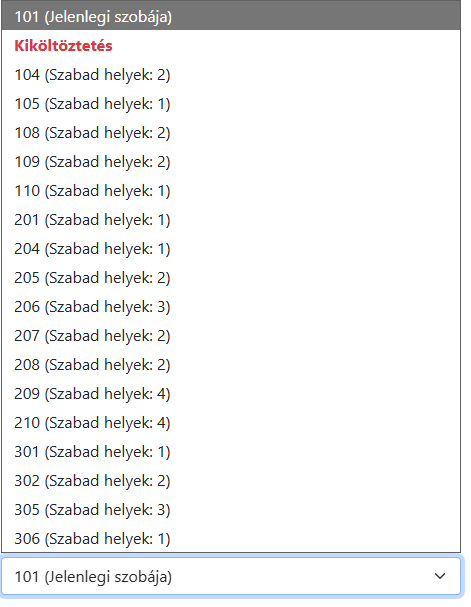 101 (Jelenlegi szobája)
Kiköltöztetés
104 (Szabad helyek: 2)
105 (Szabad helyek: 1)
108 (Szabad helyek: 2)
109 (Szabad helyek: 2)
110 (Szabad helyek: 1)
201 (Szabad helyek: 1)
204 (Szabad helyek: 1)
205 (Szabad helyek: 2)
206 (Szabad helyek: 3)
207 (Szabad helyek: 2)
208 (Szabad helyek: 2)
209 (Szabad helyek: 4)
210 (Szabad helyek: 4)
301 (Szabad helyek: 1)
302 (Szabad helyek: 2)
305 (Szabad helyek: 3)
306 (Szabad helyek: 1)
101 (Jelenlegi szobája)